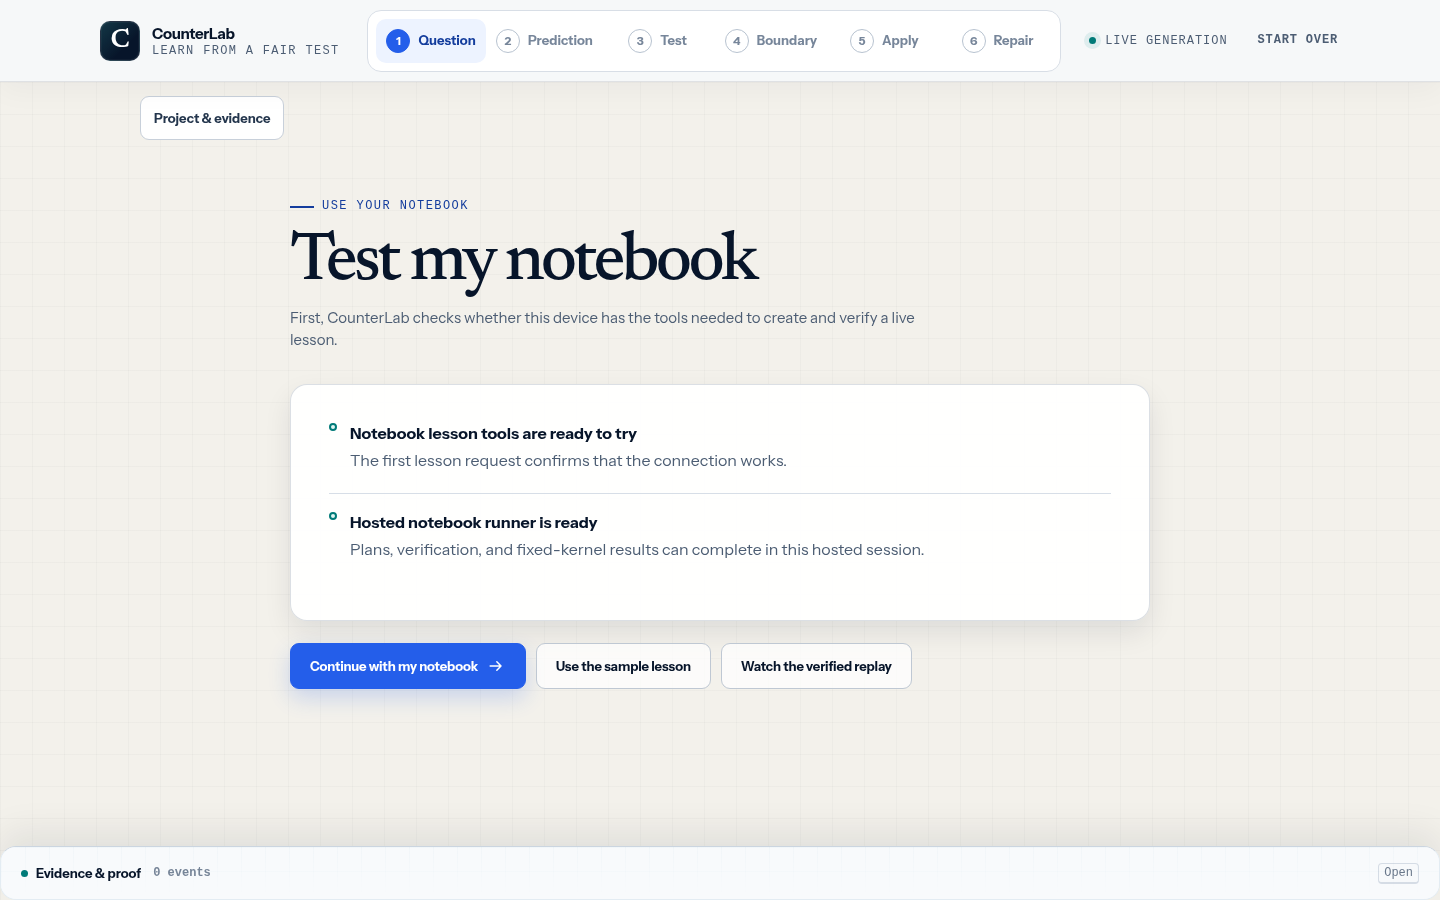 C
CounterLab
LEARN FROM A FAIR TEST
1 Question
2 Prediction
3 Test
4 Boundary
5 Apply
6 Repair
LIVE GENERATION
START OVER
Project & evidence
USE YOUR NOTEBOOK
Test my notebook
First, CounterLab checks whether this device has the tools needed to create and verify a live
lesson.
Notebook lesson tools are ready to try
The first lesson request confirms that the connection works.
Hosted notebook runner is ready
Plans, verification, and fixed-kernel results can complete in this hosted session.
Continue with my notebook →
Use the sample lesson
Watch the verified replay
Evidence & proof 0 events
Open